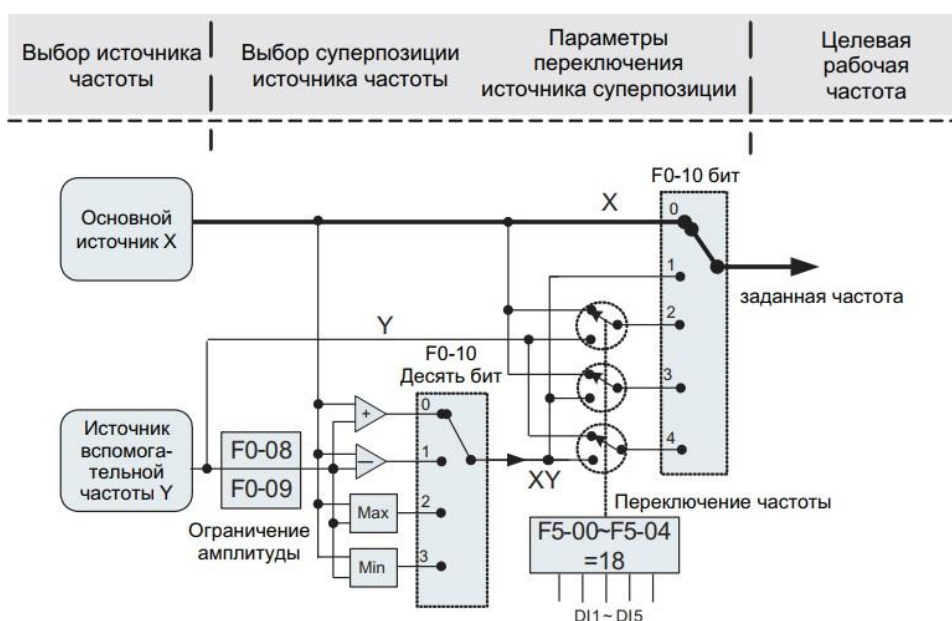 Выбор источника
частоты
Выбор суперпозиции
источника частоты
Параметры
переключения
источника суперпозиции
Целевая
рабочая
частота
F0-10 бит
Основной
источник X
X
0
1
2
3
4
заданная частота
Y
F0-10
Десять бит
Источник
вспомога-
тельной
частоты Y
F0-08
F0-09
Ограничение
амплитуды
+
—
Max
Min
0
1
2
3
XY
Переключение частоты
F5-00~F5-04
=18
DI1~ DI5